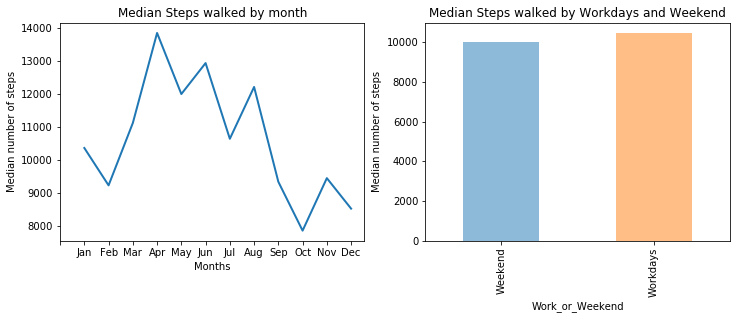 Median Steps walked by month
Median number of steps
14000
13000
12000
11000
10000
9000
8000
Jan Feb Mar Apr May Jun Jul Aug Sep Oct Nov Dec
Months
Median Steps walked by Workdays and Weekend
Median number of steps
10000
8000
6000
4000
2000
0
Weekend
Workdays
Work_or_Weekend